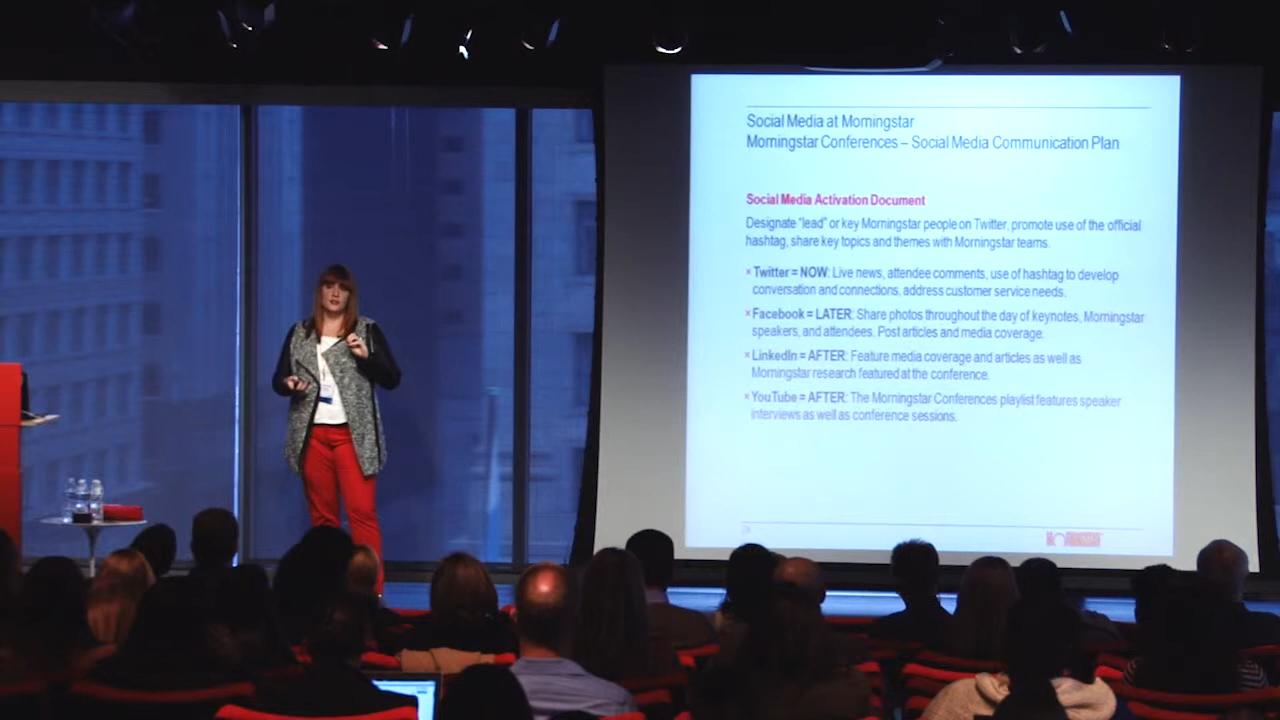 Social Media at Morningstar
Morningstar Conferences – Social Media Communication Plan
Social Media Activation Document
Designate "lead" or key Morningstar people on Twitter, promote use of the official
hashtag, share key topics and themes with Morningstar teams.
× Twitter = NOW: Live news, attendee comments, use of hashtag to develop
conversation and connections, address customer service needs.
× Facebook = LATER: Share photos throughout the day of keynotes, Morningstar
speakers, and attendees. Post articles and media coverage.
× LinkedIn = AFTER: Feature media coverage and articles as well as
Morningstar research featured at the conference.
× YouTube = AFTER: The Morningstar Conferences playlist features speaker
interviews as well as conference sessions.